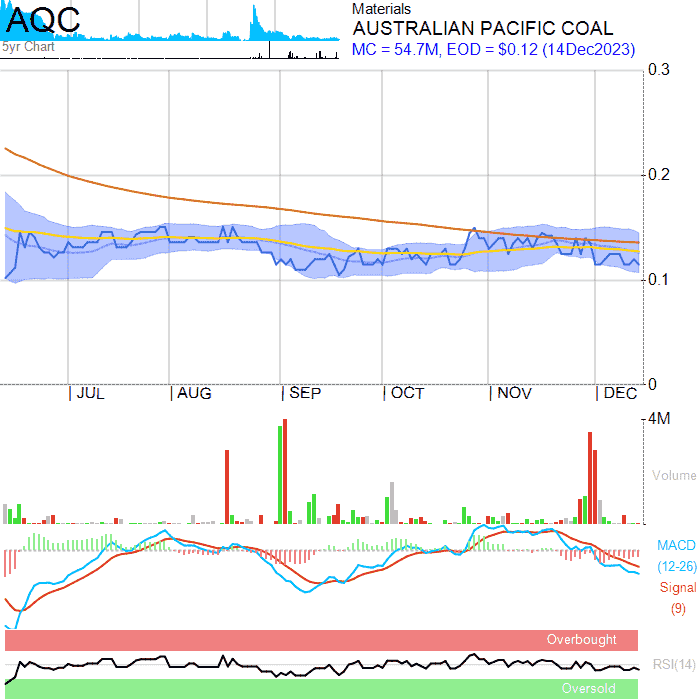 AQC
5yr Chart
Materials
AUSTRALIAN PACIFIC COAL
MC = 54.7M, EOD = $0.12 (14Dec2023)
0.3
0.2
0.1
0
| JUL | AUG | SEP | OCT | NOV | DEC
4M
Volume
MACD
(12-26)
Signal
(9)
Overbought
RSI(14)
Oversold